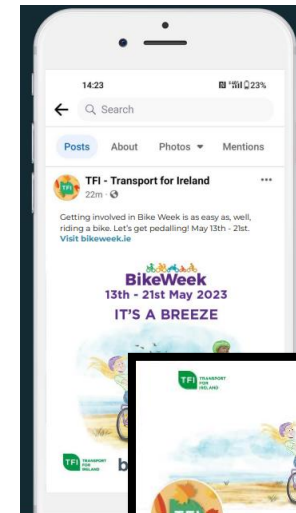 14:23
23%
Search
Posts About Photos Mentions
TFI - Transport for Ireland
22m
Getting involved in Bike Week is as easy as, well,
riding a bike. Let's get pedalling! May 13th - 21st.
Visit bikeweek.ie
BikeWeek
13th - 21st May 2023
IT'S A BREEZE
TFI TRANSPORT
FOR
IRELAND
TFI TRANSPORT
FOR
IRELAND
b
TFI